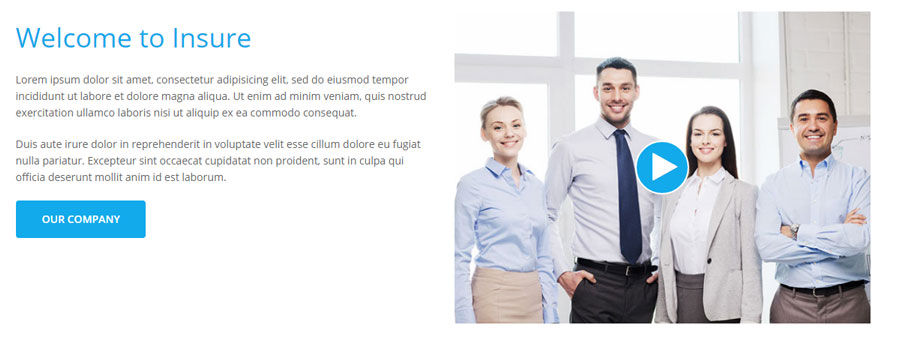 Welcome to Insure
Lorem ipsum dolor sit amet, consectetur adipisicing elit, sed do eiusmod tempor
incididunt ut labore et dolore magna aliqua. Ut enim ad minim veniam, quis nostrud
exercitation ullamco laboris nisi ut aliquip ex ea commodo consequat.
Duis aute irure dolor in reprehenderit in voluptate velit esse cillum dolore eu fugiat
nulla pariatur. Excepteur sint occaecat cupidatat non proident, sunt in culpa qui
officia deserunt mollit anim id est laborum.
OUR COMPANY